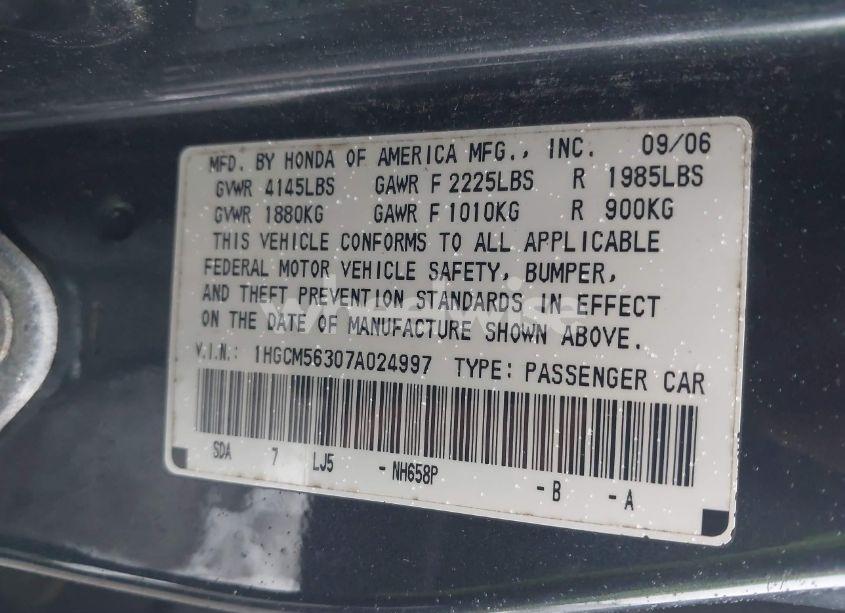 MFD. BY HONDA OF AMERICA MFG., INC. 09/06
GVWR 4145LBS GAWR F 2225LBS R 1985LBS
GVWR 1880KG GAWR F 1010KG R 900KG
THIS VEHICLE CONFORMS TO ALL APPLICABLE
FEDERAL MOTOR VEHICLE SAFETY, BUMPER,
AND THEFT PREVENTION STANDARDS IN EFFECT
ON THE DATE OF MANUFACTURE SHOWN ABOVE.
V.I.N.: 1HGCM56307A024997 TYPE: PASSENGER CAR
SDA 7 LJ5 - NH658P - B - A